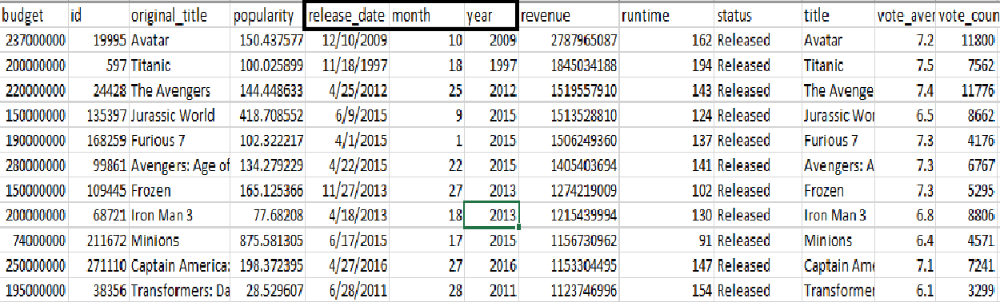 budget id original_title popularity release_date month year revenue runtime status title vote_aver vote_coun
237000000 19995 Avatar 150.437577 12/10/2009 10 2009 2787965087 162 Released Avatar 7.2 11800
200000000 597 Titanic 100.025899 11/18/1997 18 1997 1845034188 194 Released Titanic 7.5 7562
220000000 24428 The Avengers 144.448633 4/25/2012 25 2012 1519557910 143 Released The Avenge 7.4 11776
150000000 135397 Jurassic World 418.708552 6/9/2015 9 2015 1513528810 124 Released Jurassic Wor 6.5 8662
190000000 168259 Furious 7 102.322217 4/1/2015 1 2015 1506249360 137 Released Furious 7 7.3 4176
280000000 99861 Avengers: Age of 134.279229 4/22/2015 22 2015 1405403694 141 Released Avengers: A 7.3 6767
150000000 109445 Frozen 165.125366 11/27/2013 27 2013 1274219009 102 Released Frozen 7.3 5295
200000000 68721 Iron Man 3 77.68208 4/18/2013 18 2013 1215439994 130 Released Iron Man 3 6.8 8806
74000000 211672 Minions 875.581305 6/17/2015 17 2015 1156730962 91 Released Minions 6.4 4571
250000000 271110 Captain America: 198.372395 4/27/2016 27 2016 1153304495 147 Released Captain Ame 7.1 7241
195000000 38356 Transformers: Da 28.529607 6/28/2011 28 2011 1123746996 154 Released Transformer 6.1 3299